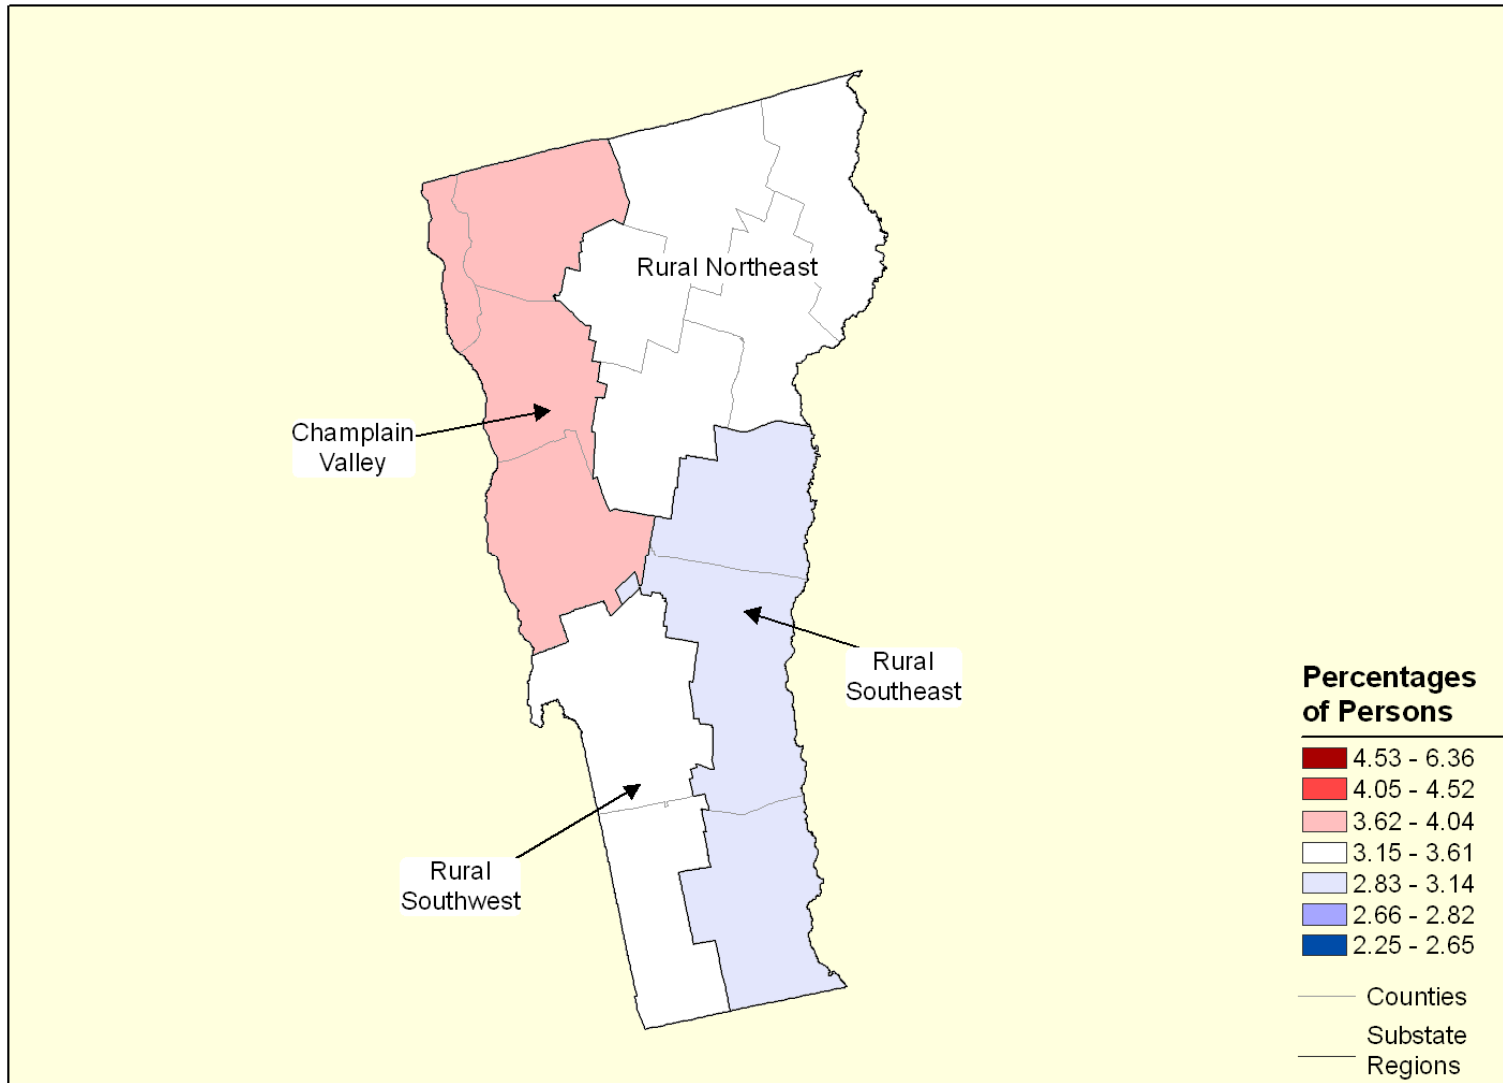 Rural Northeast
Champlain
Valley
Rural
Southeast
Rural
Southwest
Percentages
of Persons
4.53 - 6.36
4.05 - 4.52
3.62 - 4.04
3.15 - 3.61
2.83 - 3.14
2.66 - 2.82
2.25 - 2.65
Counties
Substate
Regions